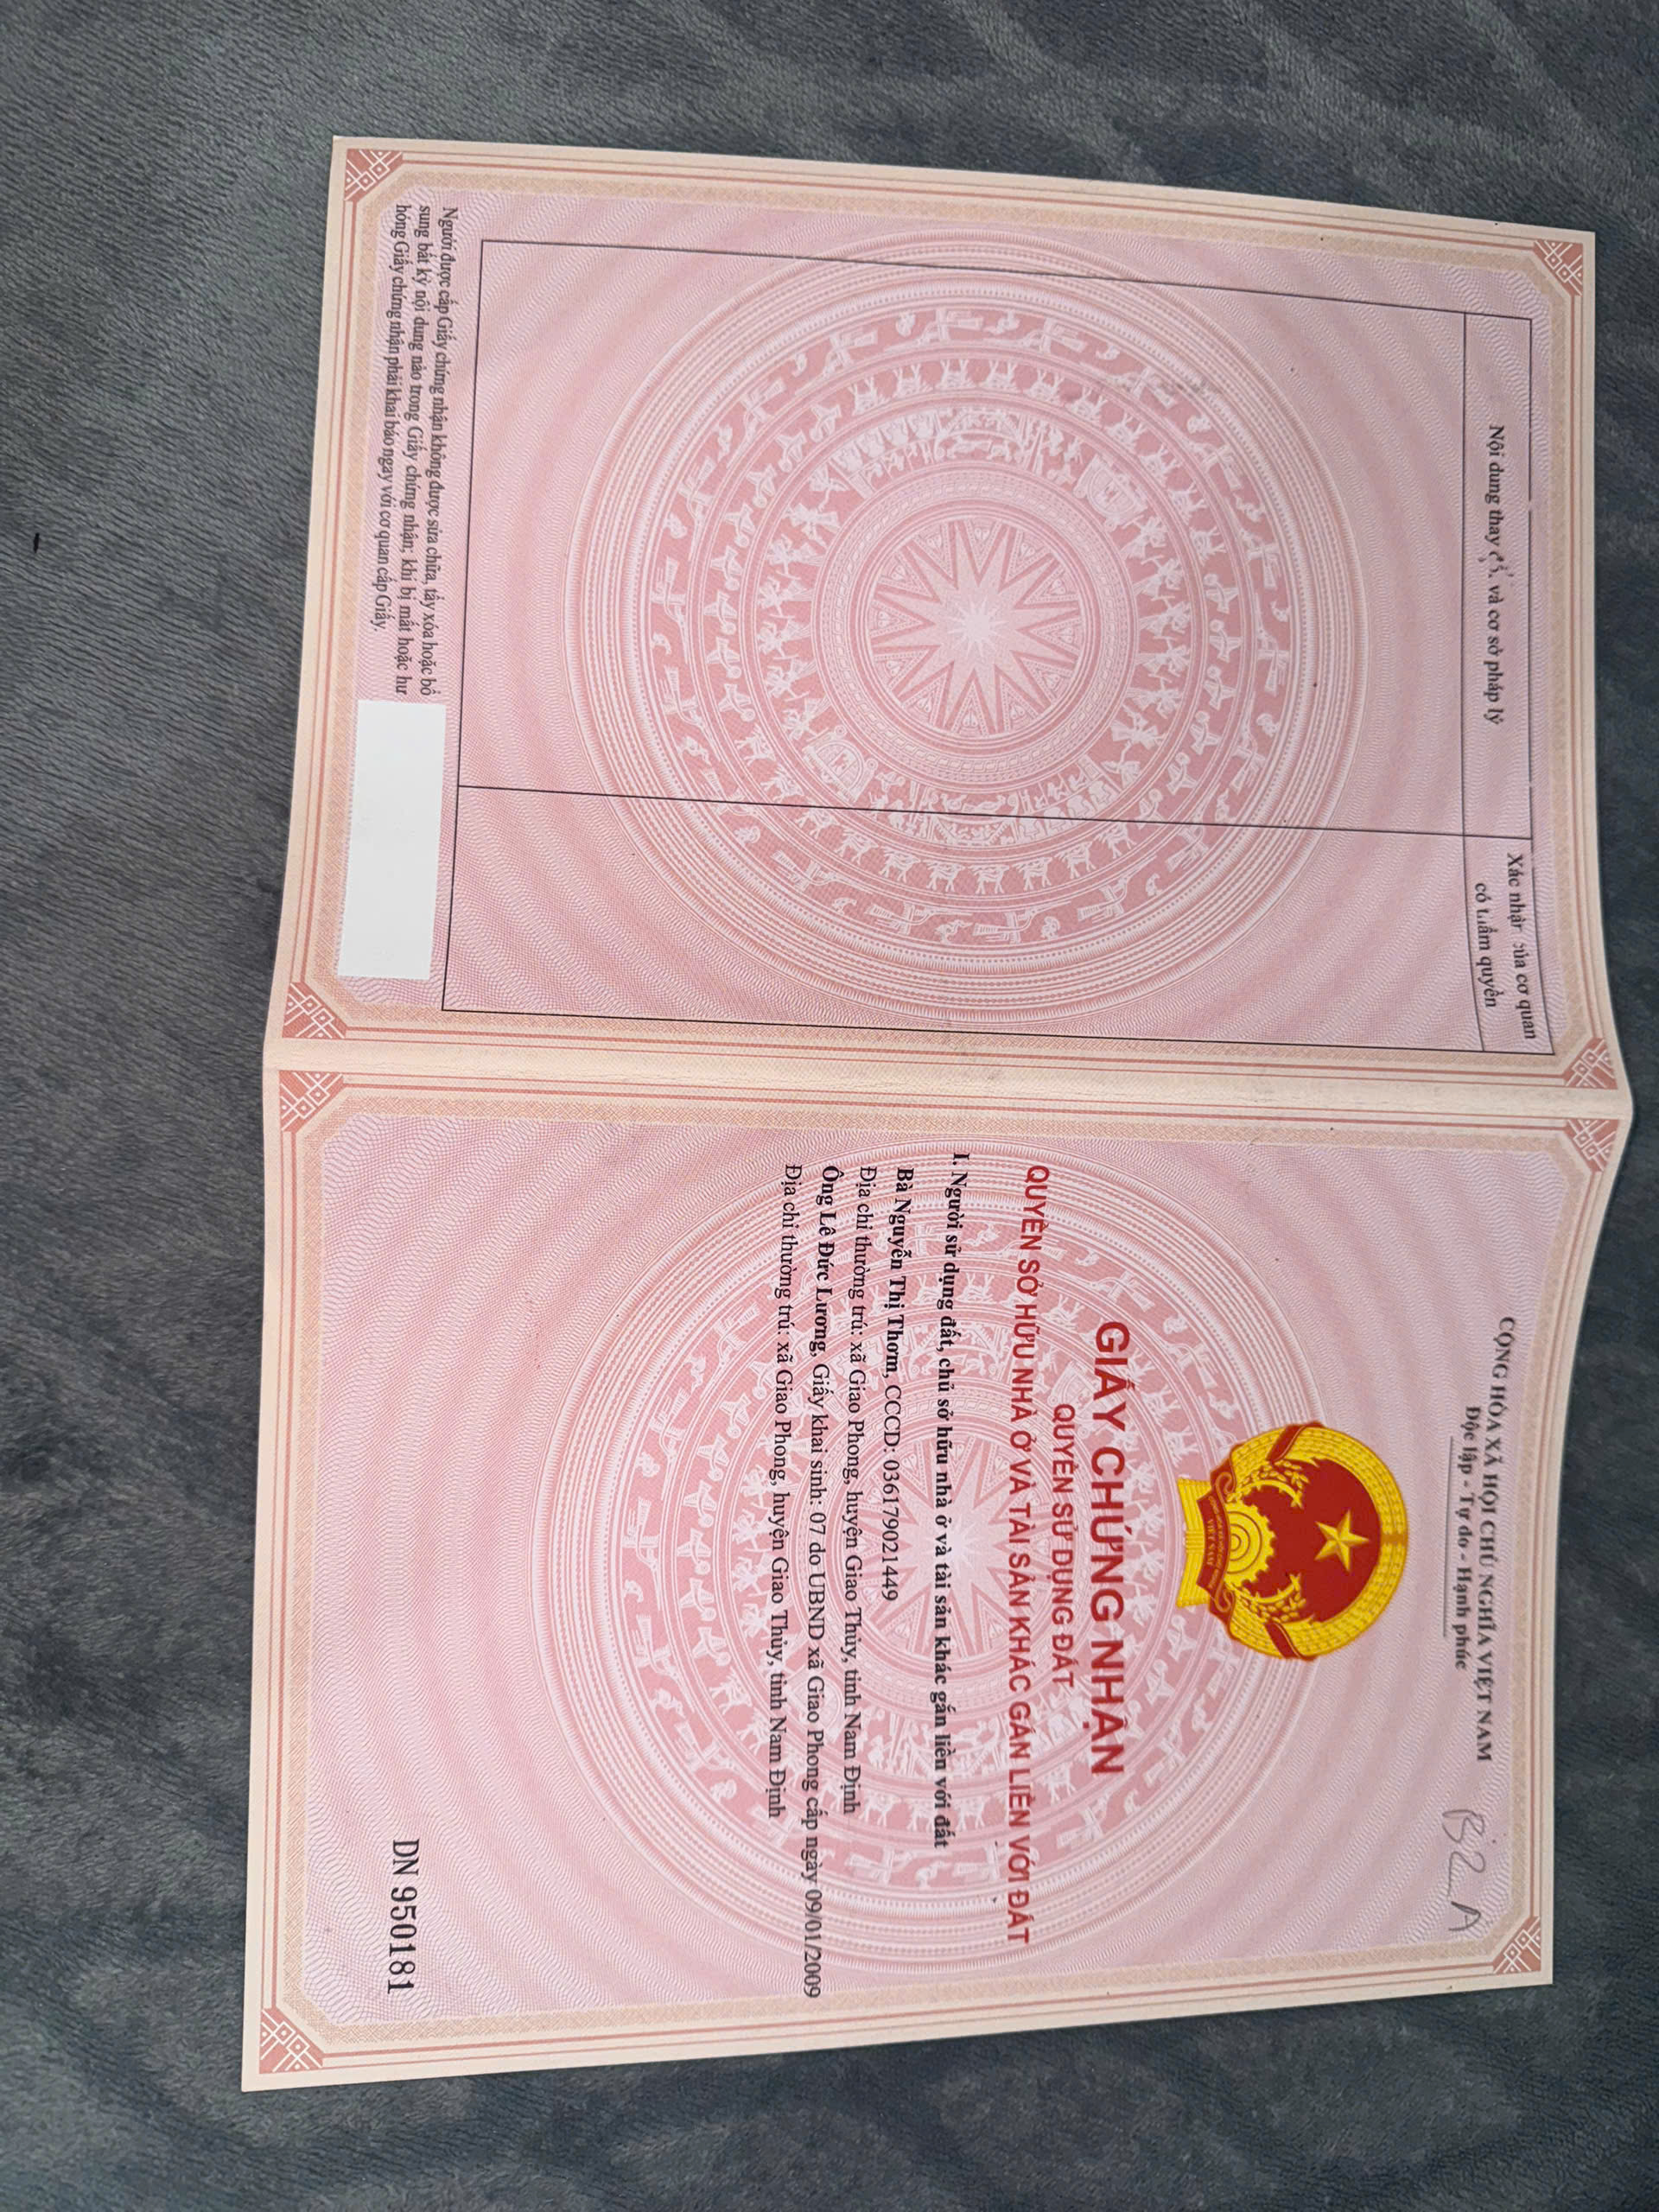 CỘNG HÒA XÃ HỘI CHỦ NGHĨA VIỆT NAM
Độc lập - Tự do - Hạnh phúc
B2_A
GIẤY CHỨNG NHẬN
QUYỀN SỬ DỤNG ĐẤT
QUYỀN SỞ HỮU NHÀ Ở VÀ TÀI SẢN KHÁC GẮN LIỀN VỚI ĐẤT
I. Người sử dụng đất, chủ sở hữu nhà ở và tài sản khác gắn liền với đất
Bà Nguyễn Thị Thơm, CCCD: 036179021449
Địa chỉ thường trú: xã Giao Phong, huyện Giao Thủy, tỉnh Nam Định
Ông Lê Đức Lương, Giấy khai sinh: 07 do UBND xã Giao Phong cấp ngày 09/01/2009
Địa chỉ thường trú: xã Giao Phong, huyện Giao Thủy, tỉnh Nam Định
DN 950181
Nội dung thay đổi và cơ sở pháp lý
Xác nhận của cơ quan
có thẩm quyền
Người được cấp Giấy chứng nhận không được sửa chữa, tẩy xóa hoặc bổ
sung bất kỳ nội dung nào trong Giấy chứng nhận; khi bị mất hoặc hư
hỏng Giấy chứng nhận phải khai báo ngay với cơ quan cấp Giấy.